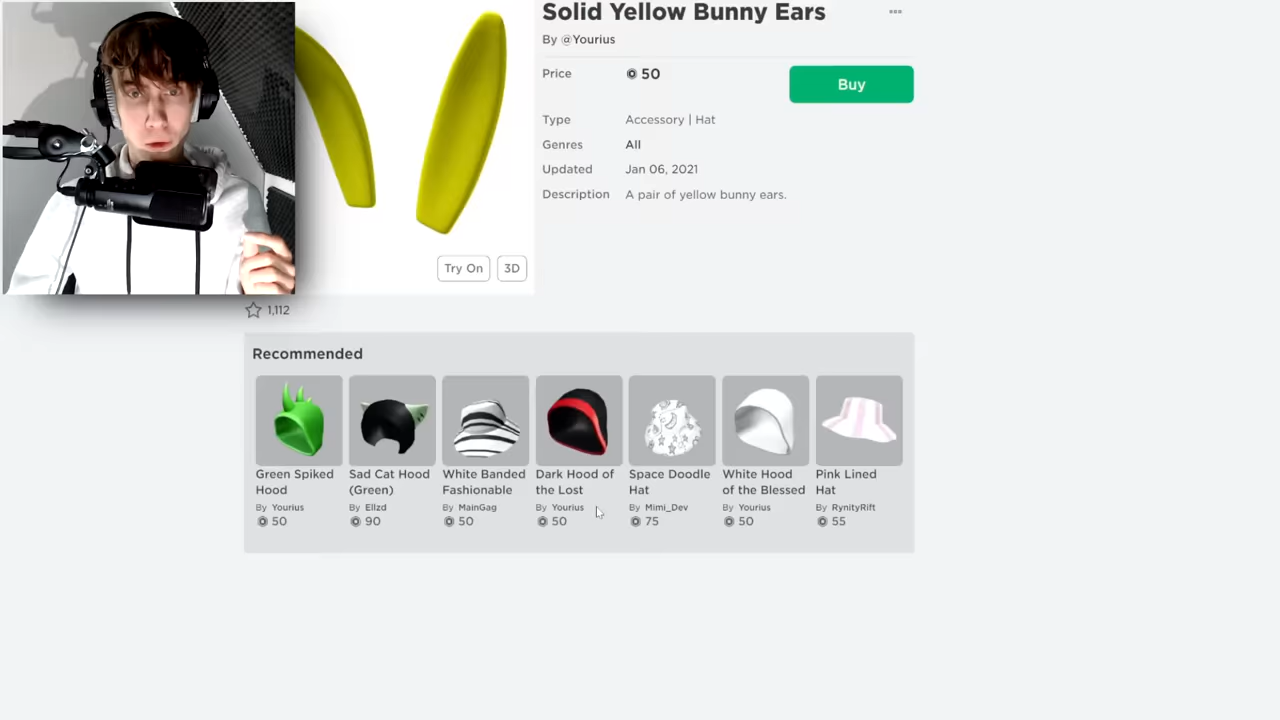 Solid Yellow Bunny Ears
By @Yourius
Price 50
Buy
Type Accessory | Hat
Genres All
Updated Jan 06, 2021
Description A pair of yellow bunny ears.
Try On 3D
1,112
Recommended
Green Spiked
Hood
By Yourius
50
Sad Cat Hood
(Green)
By Ellzd
90
White Banded
Fashionable
By MainGag
50
Dark Hood of
the Lost
By Yourius
50
Space Doodle
Hat
By Mimi_Dev
75
White Hood
of the Blessed
By Yourius
50
Pink Lined
Hat
By RynityRift
55